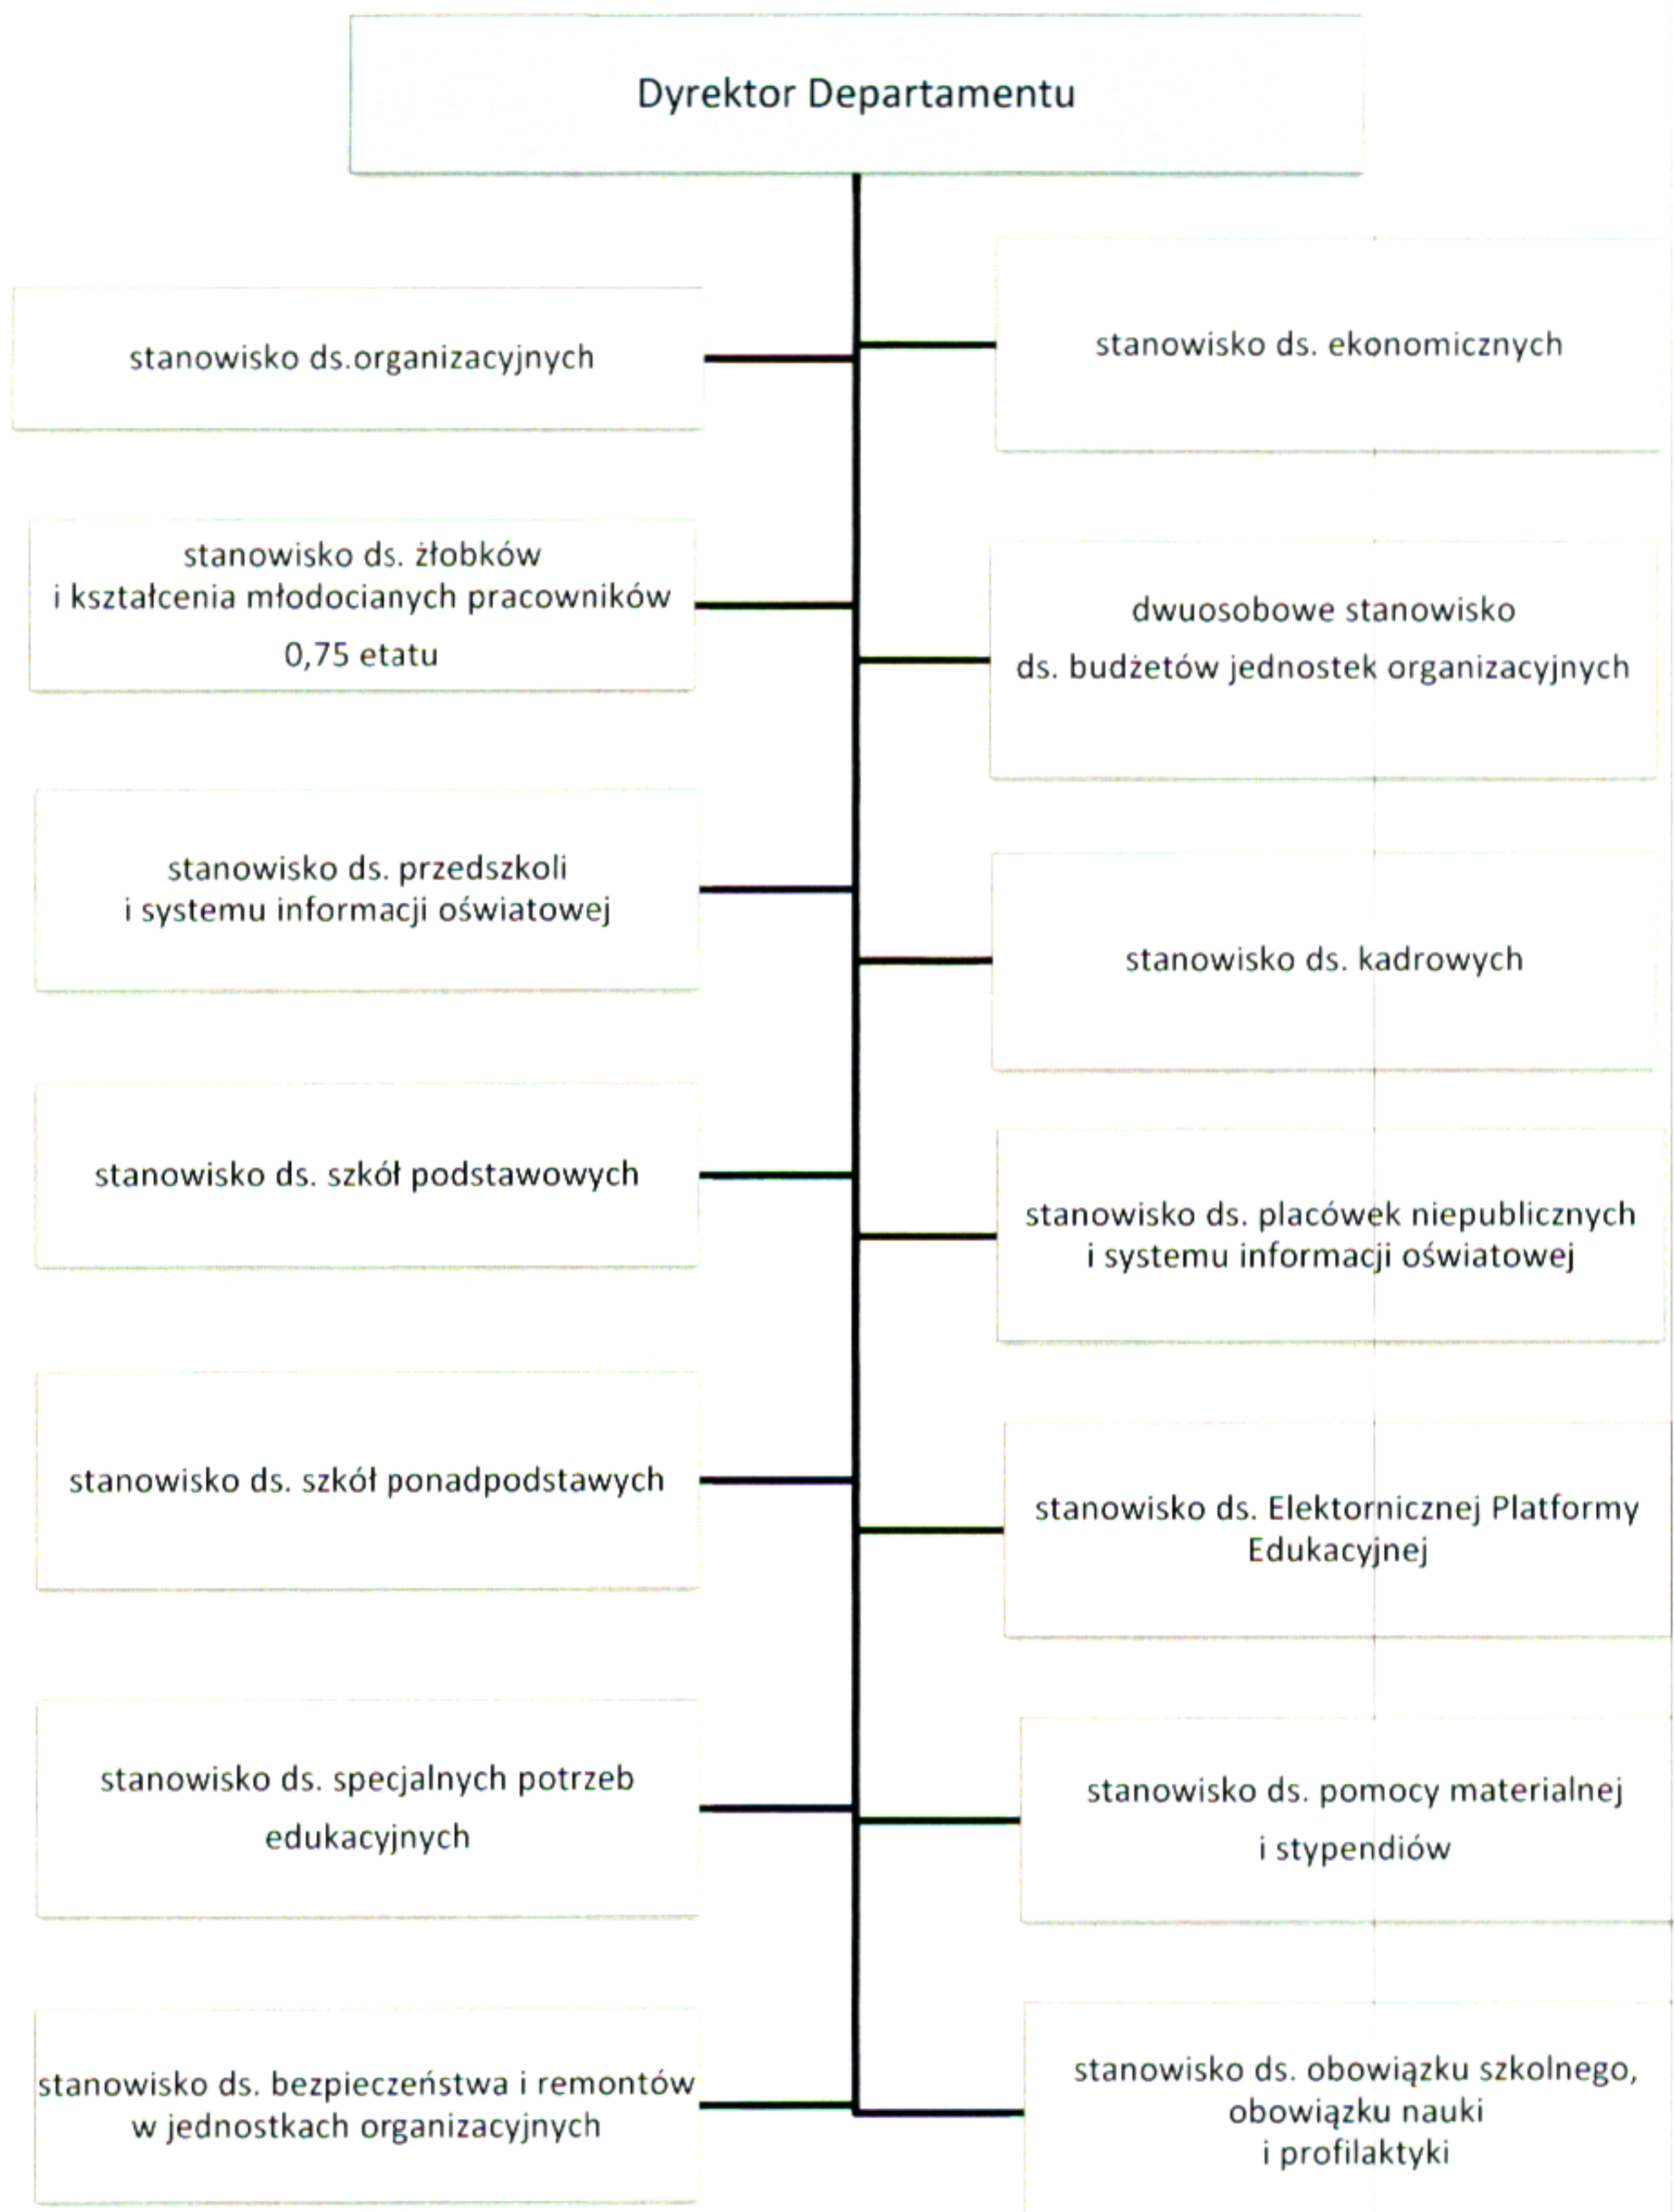 Dyrektor Departamentu
stanowisko ds.organizacyjnych
stanowisko ds. ekonomicznych
stanowisko ds. żłobków
i kształcenia młodocianych pracowników
0,75 etatu
dwuosobowe stanowisko
ds. budżetów jednostek organizacyjnych
stanowisko ds. przedszkoli
i systemu informacji oświatowej
stanowisko ds. kadrowych
stanowisko ds. szkół podstawowych
stanowisko ds. placówek niepublicznych
i systemu informacji oświatowej
stanowisko ds. szkół ponadpodstawych
stanowisko ds. Elektornicznej Platformy
Edukacyjnej
stanowisko ds. specjalnych potrzeb
edukacyjnych
stanowisko ds. pomocy materialnej
i stypendiów
stanowisko ds. bezpieczeństwa i remontów
w jednostkach organizacyjnych
stanowisko ds. obowiązku szkolnego,
obowiązku nauki
i profilaktyki